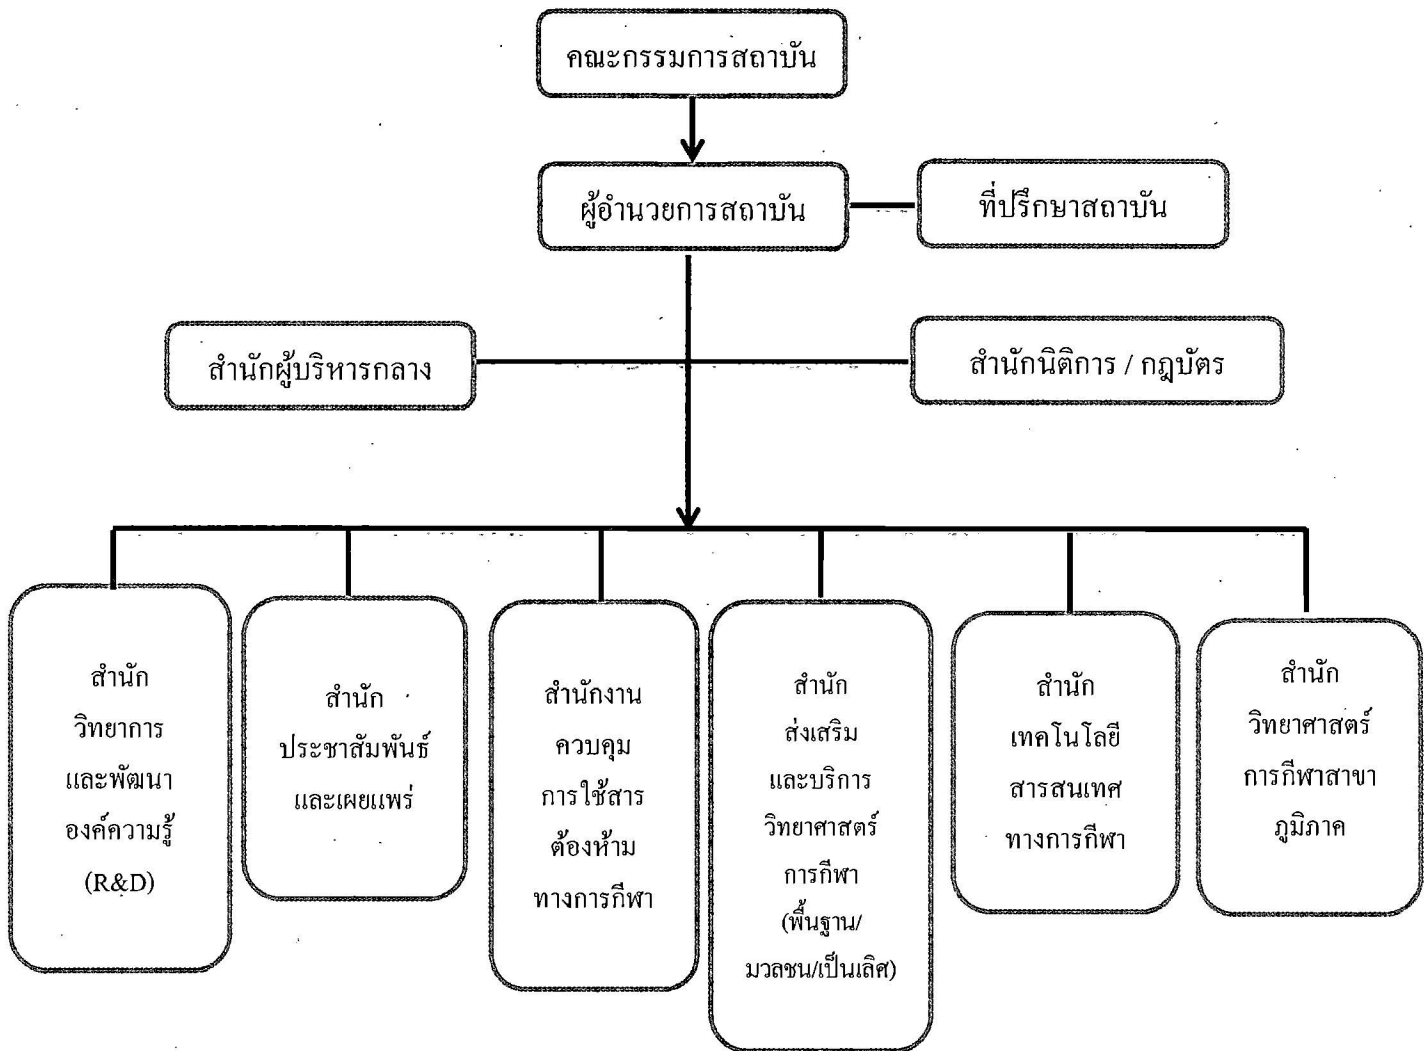 คณะกรรมการสถาบัน
ผู้อำนวยการสถาบัน
ที่ปรึกษาสถาบัน
สำนักผู้บริหารกลาง
สำนักนิติการ / กฎบัตร
สำนัก
วิทยาการ
และพัฒนา
องค์ความรู้
(R&D)
สำนัก
ประชาสัมพันธ์
และเผยแพร่
สำนักงาน
ควบคุม
การใช้สาร
ต้องห้าม
ทางการกีฬา
สำนัก
ส่งเสริม
และบริการ
วิทยาศาสตร์
การกีฬา
(พื้นฐาน/
มวลชน/เป็นเลิศ)
สำนัก
เทคโนโลยี
สารสนเทศ
ทางการกีฬา
สำนัก
วิทยาศาสตร์
การกีฬาสาขา
ภูมิภาค